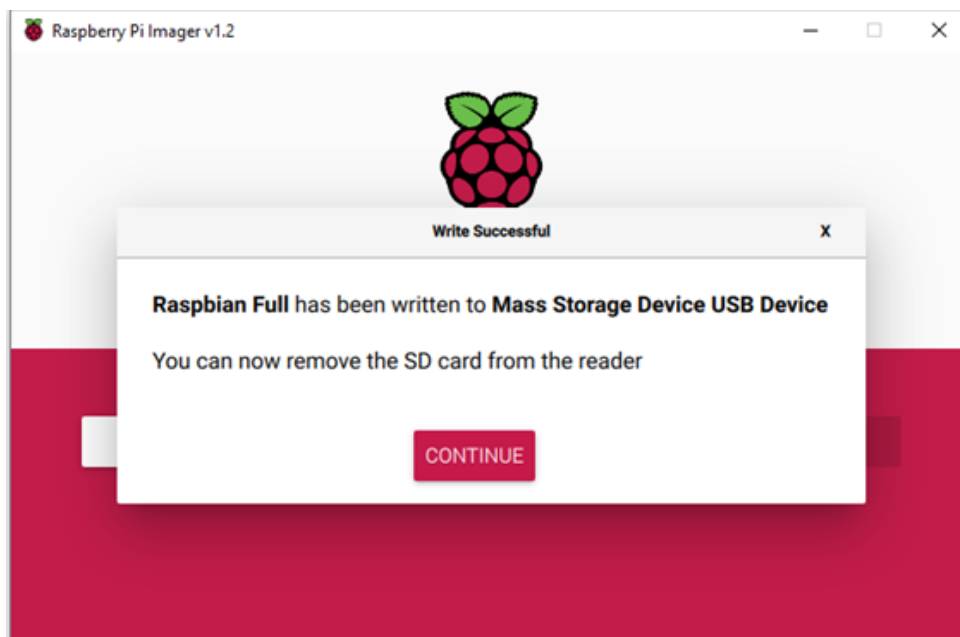 Raspberry Pi Imager v1.2
Write Successful
X
Raspbian Full has been written to Mass Storage Device USB Device
You can now remove the SD card from the reader
CONTINUE